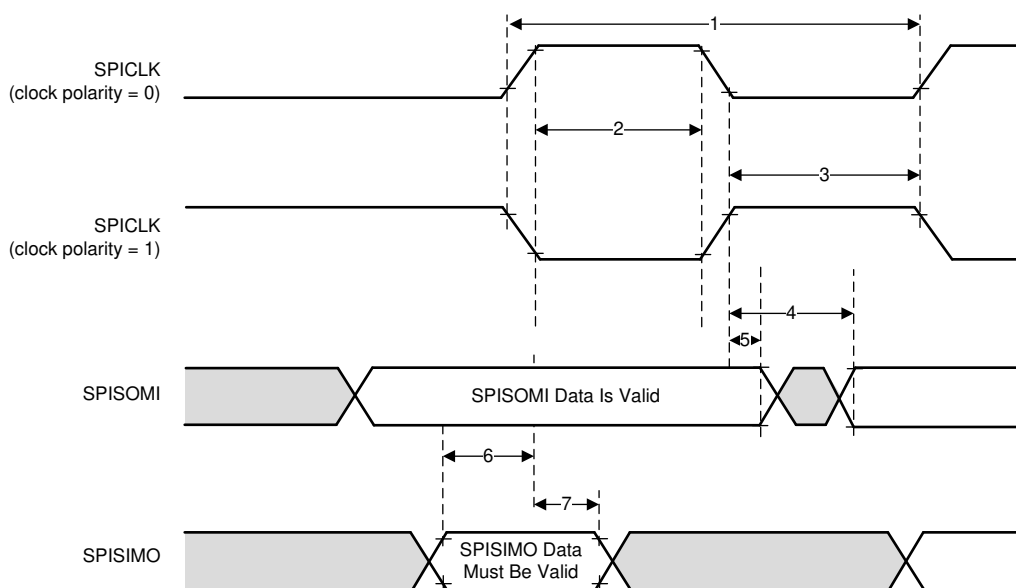 1
SPICLK
(clock polarity = 0)
2
3
SPICLK
(clock polarity = 1)
4
5
SPISOMI
SPISOMI Data Is Valid
6
7
SPISIMO
SPISIMO Data
Must Be Valid